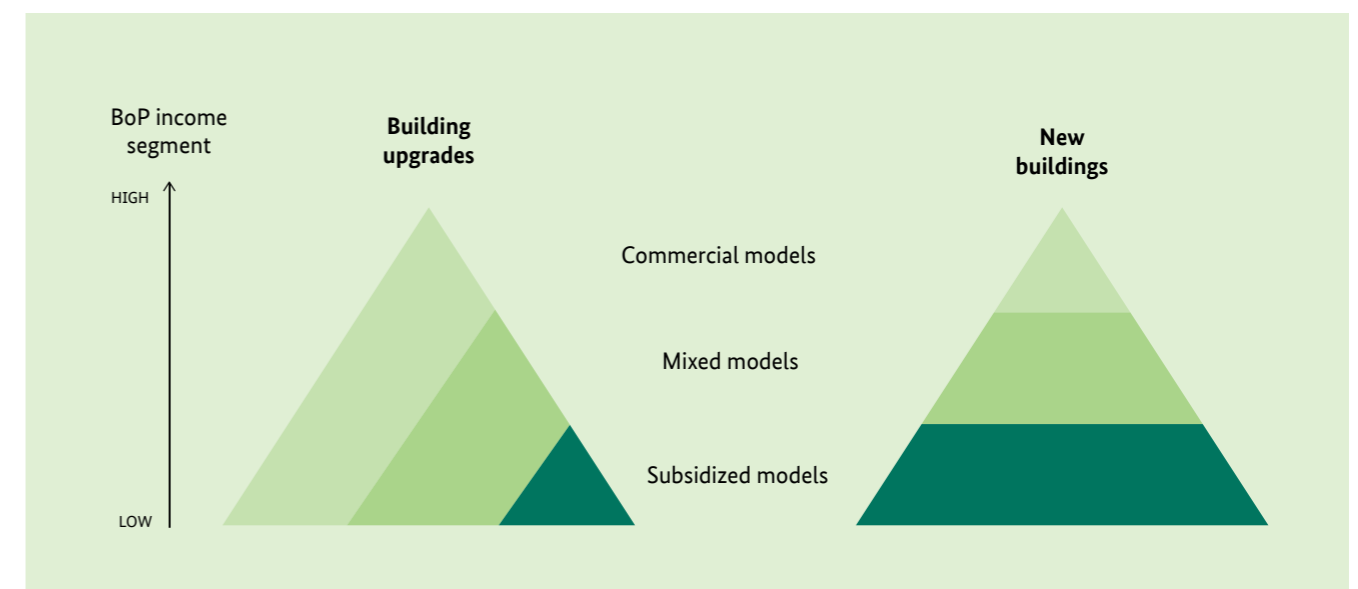 BoP income
segment
HIGH
LOW
Building
upgrades
Commercial models
Mixed models
Subsidized models
New
buildings